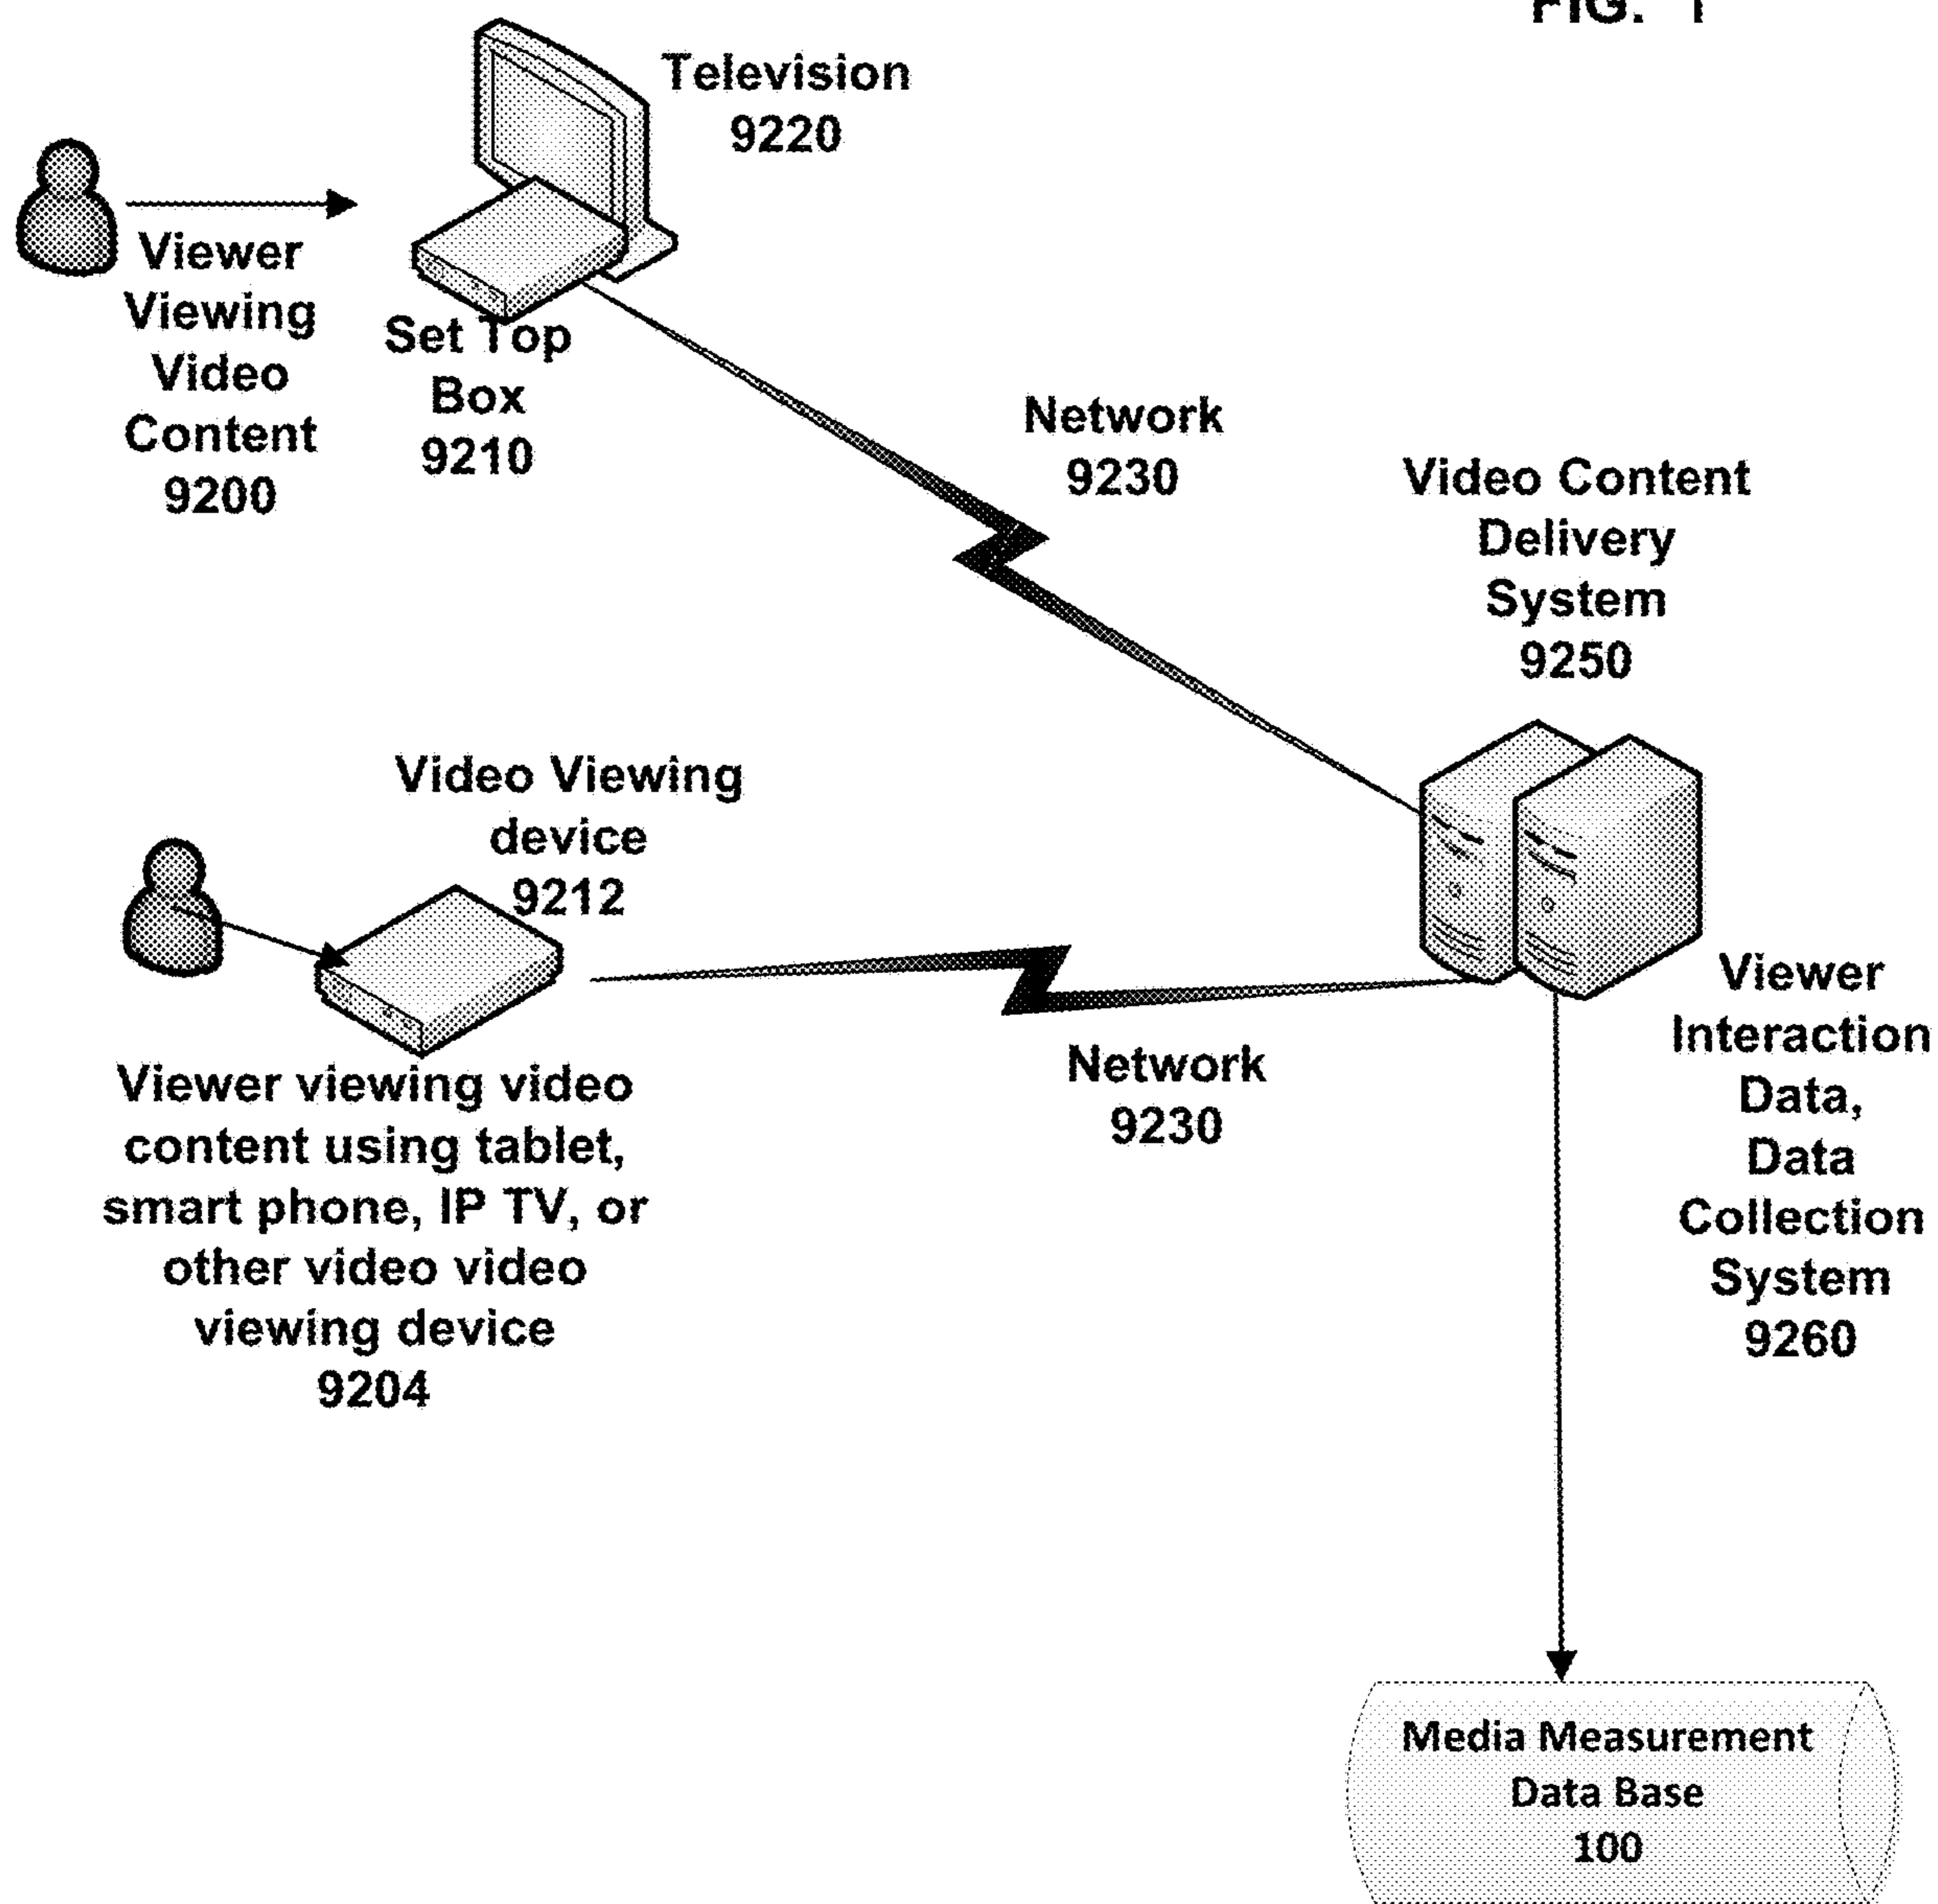 FIG. 1
Television
9220
Viewer
Viewing
Video
Content
9200
Set Top
Box
9210
Network
9230
Video Content
Delivery
System
9250
Video Viewing
device
9212
Viewer viewing video
content using tablet,
smart phone, IP TV, or
other video video
viewing device
9204
Network
9230
Viewer
Interaction
Data,
Data
Collection
System
9260
Media Measurement
Data Base
100